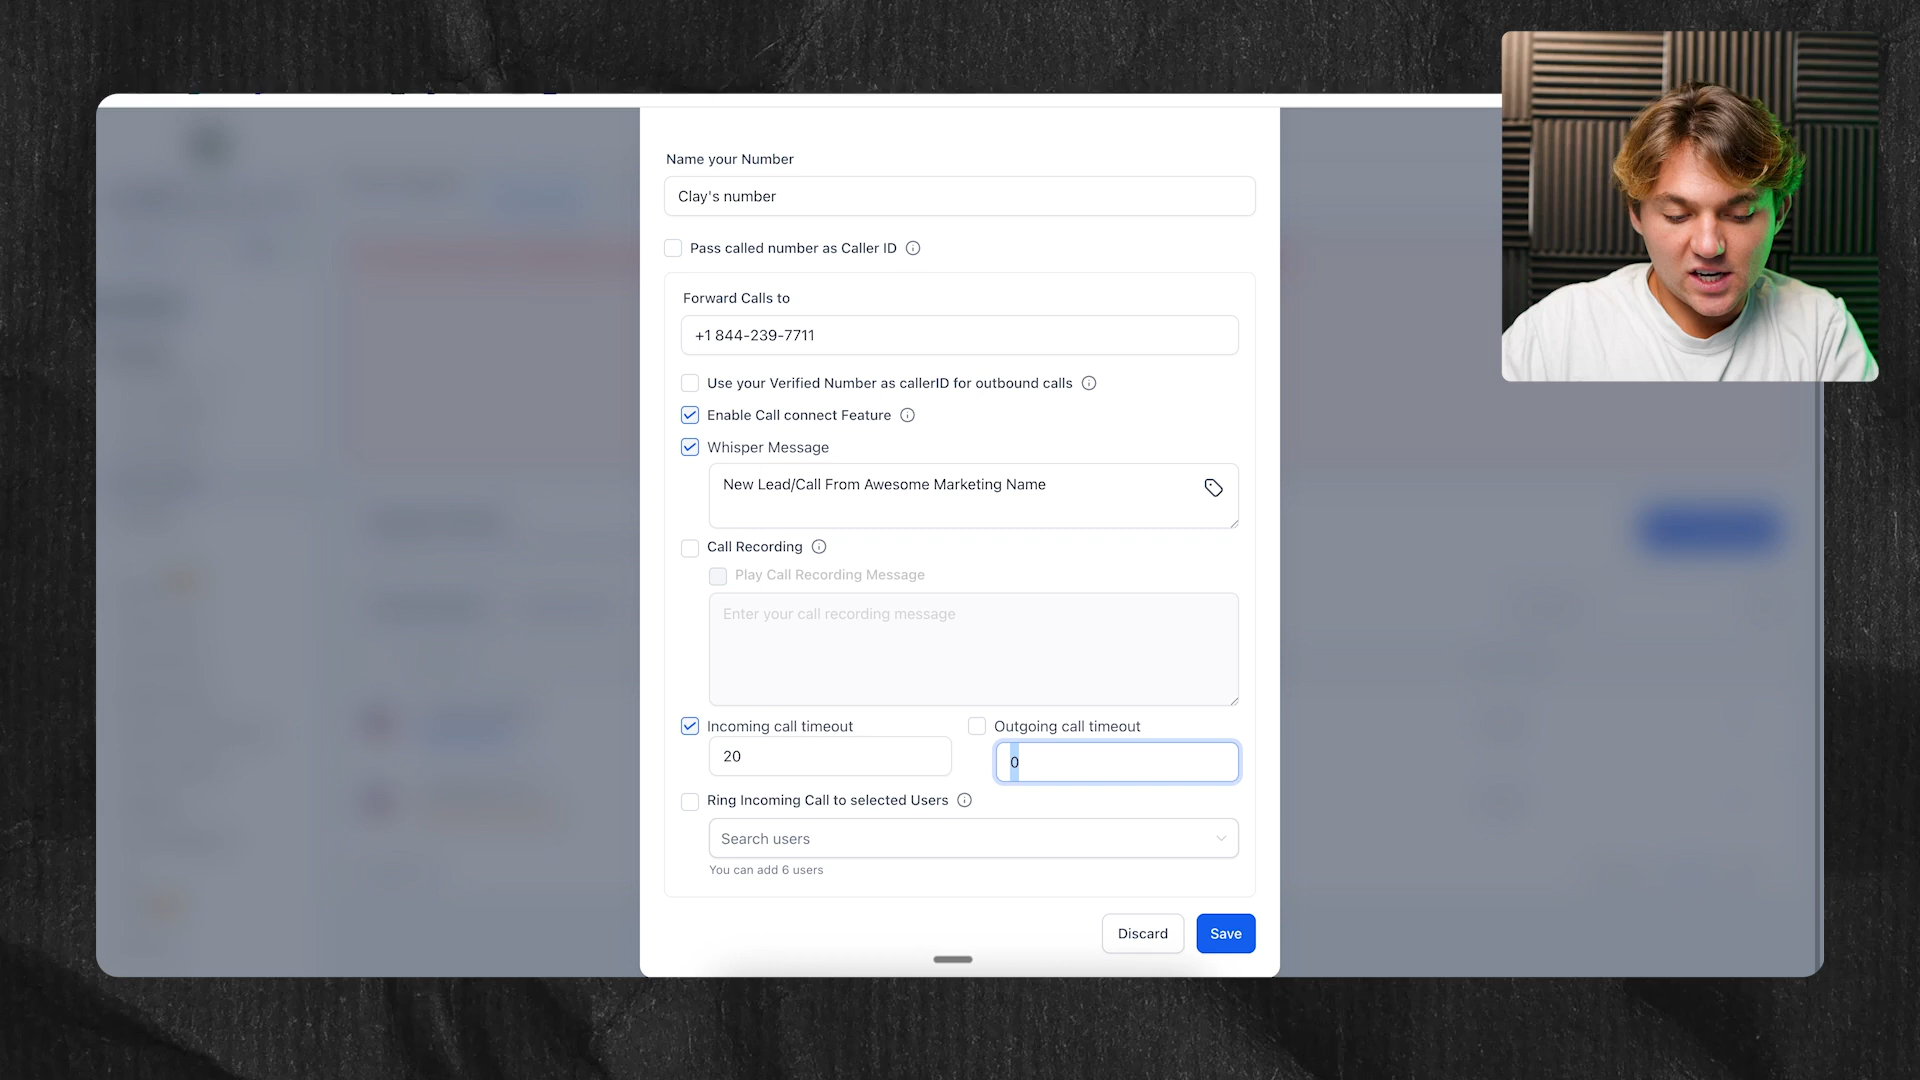 Name your Number
Clay's number
Pass called number as Caller ID
Forward Calls to
+1 844-239-7711
Use your Verified Number as callerID for outbound calls
Enable Call connect Feature
Whisper Message
New Lead/Call From Awesome Marketing Name
Call Recording
Play Call Recording Message
Enter your call recording message
Incoming call timeout
Outgoing call timeout
20
0
Ring Incoming Call to selected Users
Search users
You can add 6 users
Discard
Save